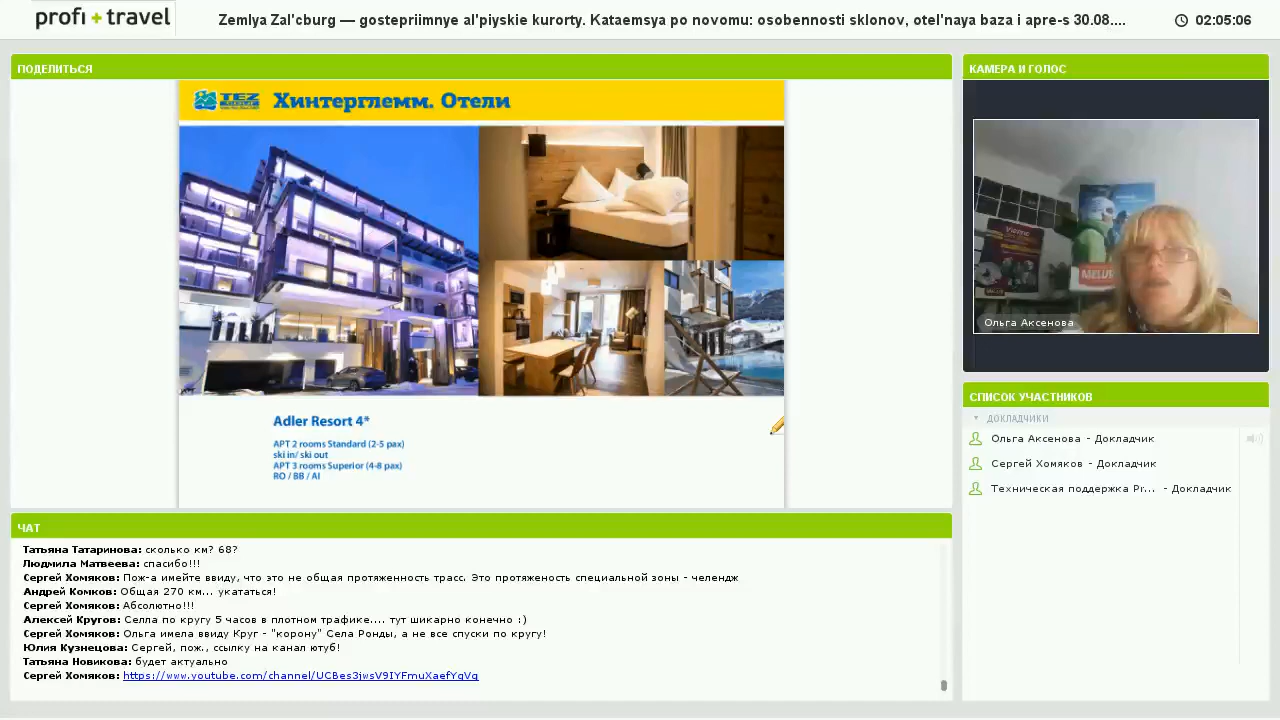 profi + travel
Zemlya Zal'cburg — gostepriimnye al'piyskie kurorty. Kataemsya po novomu: osobennosti sklonov, otel'naya baza i apre-s 30.08....
02:05:06
ПОДЕЛИТЬСЯ
TEZ TOUR
Хинтерглемм. Отели
Adler Resort 4*
APT 2 rooms Standard (2-5 pax)
ski in/ ski out
APT 3 rooms Superior (4-8 pax)
RO / BB / AI
КАМЕРА И ГОЛОС
Ольга Аксенова
СПИСОК УЧАСТНИКОВ
ДОКЛАДЧИКИ
Ольга Аксенова - Докладчик
Сергей Хомяков - Докладчик
Техническая поддержка Pr... - Докладчик
ЧАТ
Татьяна Татаринова: сколько км? 68?
Людмила Матвеева: спасибо!!!
Сергей Хомяков: Пож-а имейте ввиду, что это не общая протяженность трасс. Это протяженость специальной зоны - челендж
Андрей Комков: Общая 270 км... укататься!
Сергей Хомяков: Абсолютно!!!
Алексей Кругов: Селла по кругу 5 часов в плотном трафике.... тут шикарно конечно :)
Сергей Хомяков: Ольга имела ввиду Круг - "корону" Села Ронды, а не все спуски по кругу!
Юлия Кузнецова: Сергей, пож., ссылку на канал ютуб!
Татьяна Новикова: будет актуально
Сергей Хомяков: https://www.youtube.com/channel/UCBes3jwsV9IYFmuXaefYqVg